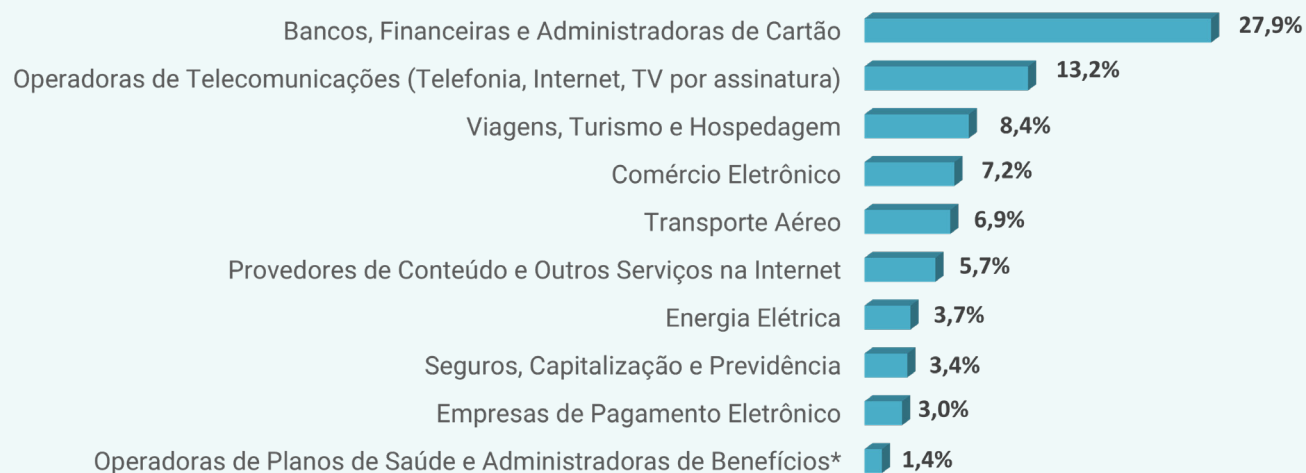 Bancos, Financeiras e Administradoras de Cartão 27,9%
Operadoras de Telecomunicações (Telefonia, Internet, TV por assinatura) 13,2%
Viagens, Turismo e Hospedagem 8,4%
Comércio Eletrônico 7,2%
Transporte Aéreo 6,9%
Provedores de Conteúdo e Outros Serviços na Internet 5,7%
Energia Elétrica 3,7%
Seguros, Capitalização e Previdência 3,4%
Empresas de Pagamento Eletrônico 3,0%
Operadoras de Planos de Saúde e Administradoras de Benefícios* 1,4%